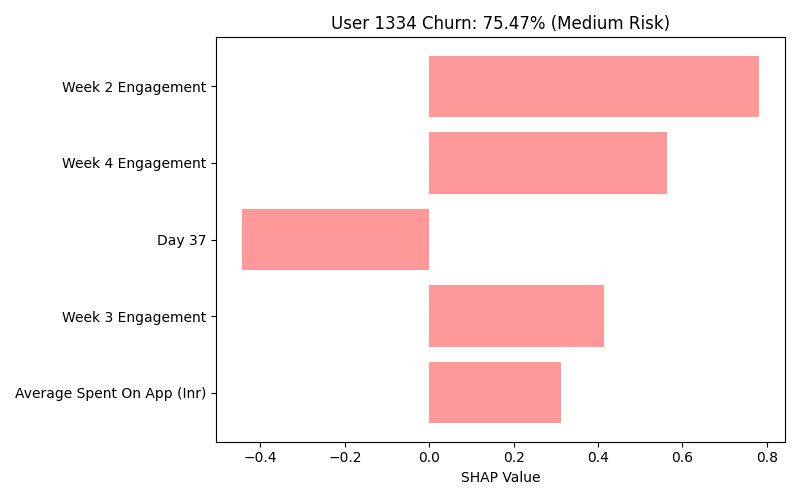 User 1334 Churn: 75.47% (Medium Risk)
Week 2 Engagement
Week 4 Engagement
Day 37
Week 3 Engagement
Average Spent On App (Inr)
−0.4 −0.2 0.0 0.2 0.4 0.6 0.8
SHAP Value